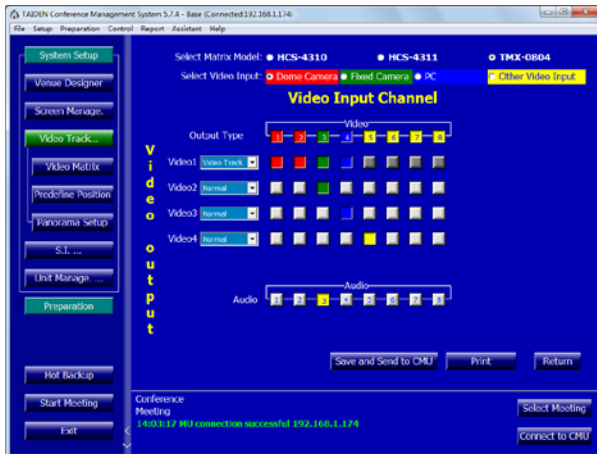 TAIDEN Conference Management System 5.7.4 - Base (Connected:192.168.1.174)
File Setup Preparation Control Report Assistant Help
System Setup
Venue Designer
Screen Manage.
Video Track...
Video Matrix
Predefine Position
Panorama Setup
S.I. ...
Unit Manage. ...
Preparation
Hot Backup
Start Meeting
Exit
Select Matrix Model: HCS-4310 HCS-4311 TMX-0804
Select Video Input: Dome Camera Fixed Camera PC Other Video Input
Video Input Channel
Video
Output Type 1 2 3 4 5 6 7 8
Video output
Video1 Video Track
Video2 Normal
Video3 Normal
Video4 Normal
Audio
Audio 1 2 3 4 5 6 7 8
Save and Send to CMU Print Return
Conference
Meeting
14:03:17 MU connection successful 192.168.1.174
Select Meeting
Connect to CMU